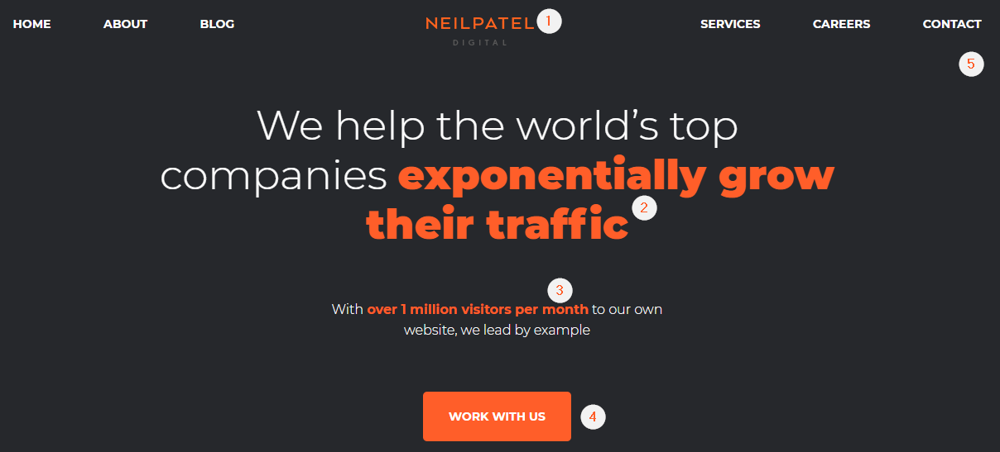 HOME ABOUT BLOG NEILPATEL 1 SERVICES CAREERS CONTACT
DIGITAL
5
We help the world’s top
companies exponentially grow
their traffic 2
3
With over 1 million visitors per month to our own
website, we lead by example
WORK WITH US 4